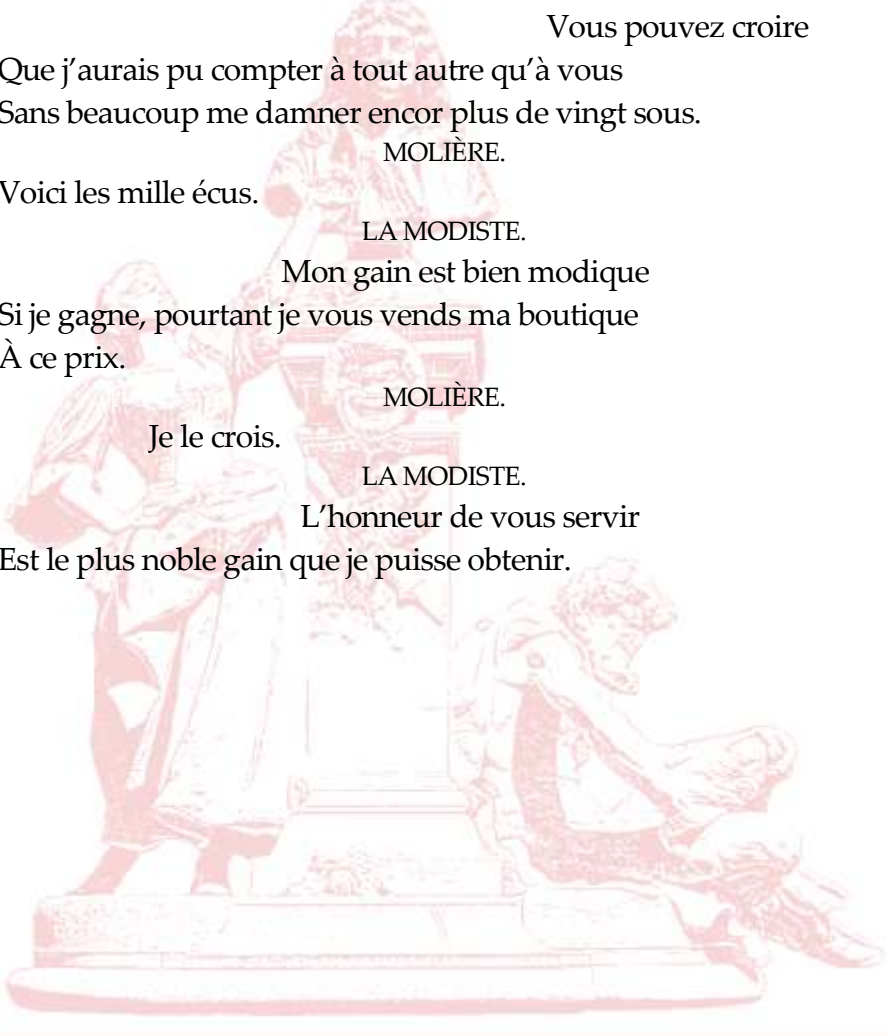 Vous pouvez croire
Que j’aurais pu compter à tout autre qu’à vous
Sans beaucoup me damner encor plus de vingt sous.
MOLIÈRE.
Voici les mille écus.
LA MODISTE.
Mon gain est bien modique
Si je gagne, pourtant je vous vends ma boutique
À ce prix.
MOLIÈRE.
Je le crois.
LA MODISTE.
L’honneur de vous servir
Est le plus noble gain que je puisse obtenir.